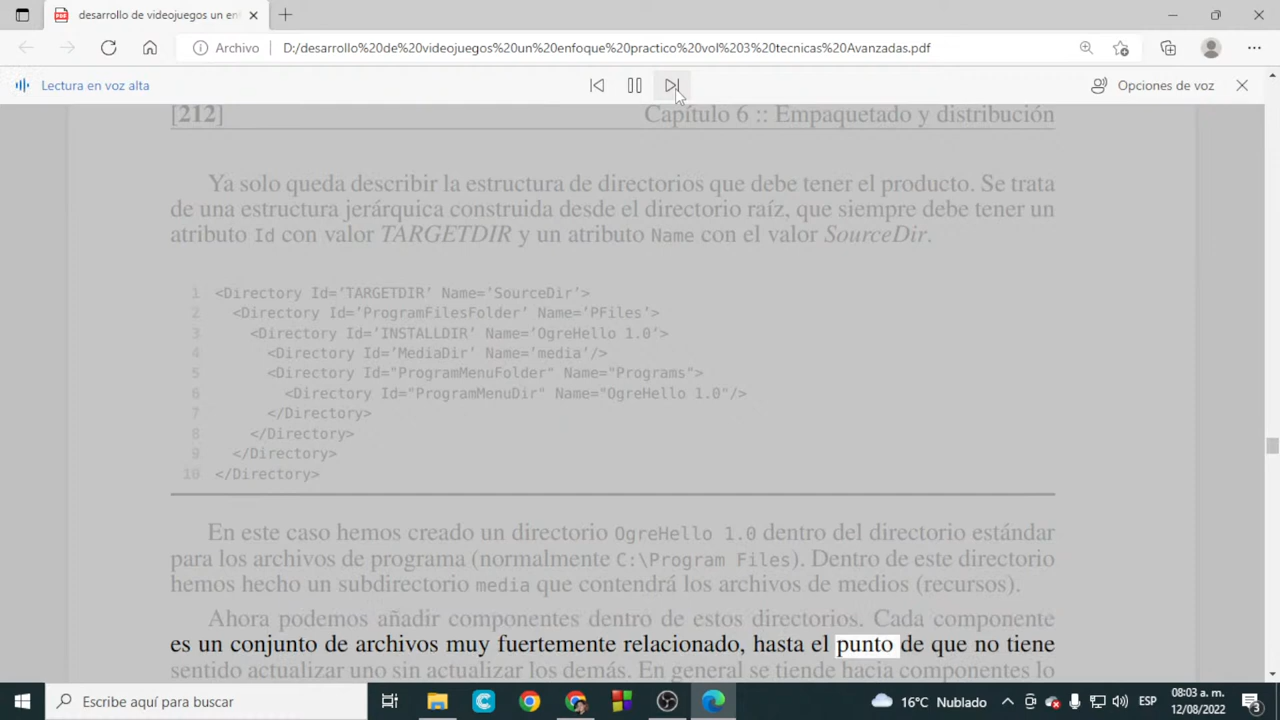 desarrollo de videojuegos un en
Archivo D:/desarrollo%20de%20videojuegos%20un%20enfoque%20practico%20vol%203%20tecnicas%20Avanzadas.pdf
Lectura en voz alta
Opciones de voz
[212] Capítulo 6 :: Empaquetado y distribución
Ya solo queda describir la estructura de directorios que debe tener el producto. Se trata
de una estructura jerárquica construida desde el directorio raíz, que siempre debe tener un
atributo Id con valor TARGETDIR y un atributo Name con el valor SourceDir.
1 <Directory Id='TARGETDIR' Name='SourceDir'>
2 <Directory Id='ProgramFilesFolder' Name='PFiles'>
3 <Directory Id='INSTALLDIR' Name='OgreHello 1.0'>
4 <Directory Id='MediaDir' Name='media'/>
5 <Directory Id="ProgramMenuFolder" Name="Programs">
6 <Directory Id="ProgramMenuDir" Name="OgreHello 1.0"/>
7 </Directory>
8 </Directory>
9 </Directory>
10 </Directory>
En este caso hemos creado un directorio OgreHello 1.0 dentro del directorio estándar
para los archivos de programa (normalmente C:\Program Files). Dentro de este directorio
hemos hecho un subdirectorio media que contendrá los archivos de medios (recursos).
Ahora podemos añadir componentes dentro de estos directorios. Cada componente
es un conjunto de archivos muy fuertemente relacionado, hasta el punto de que no tiene
sentido actualizar uno sin actualizar los demás. En general se tiende hacia componentes lo
Escribe aquí para buscar
16°C Nublado
ESP
08:03 a. m.
12/08/2022
3